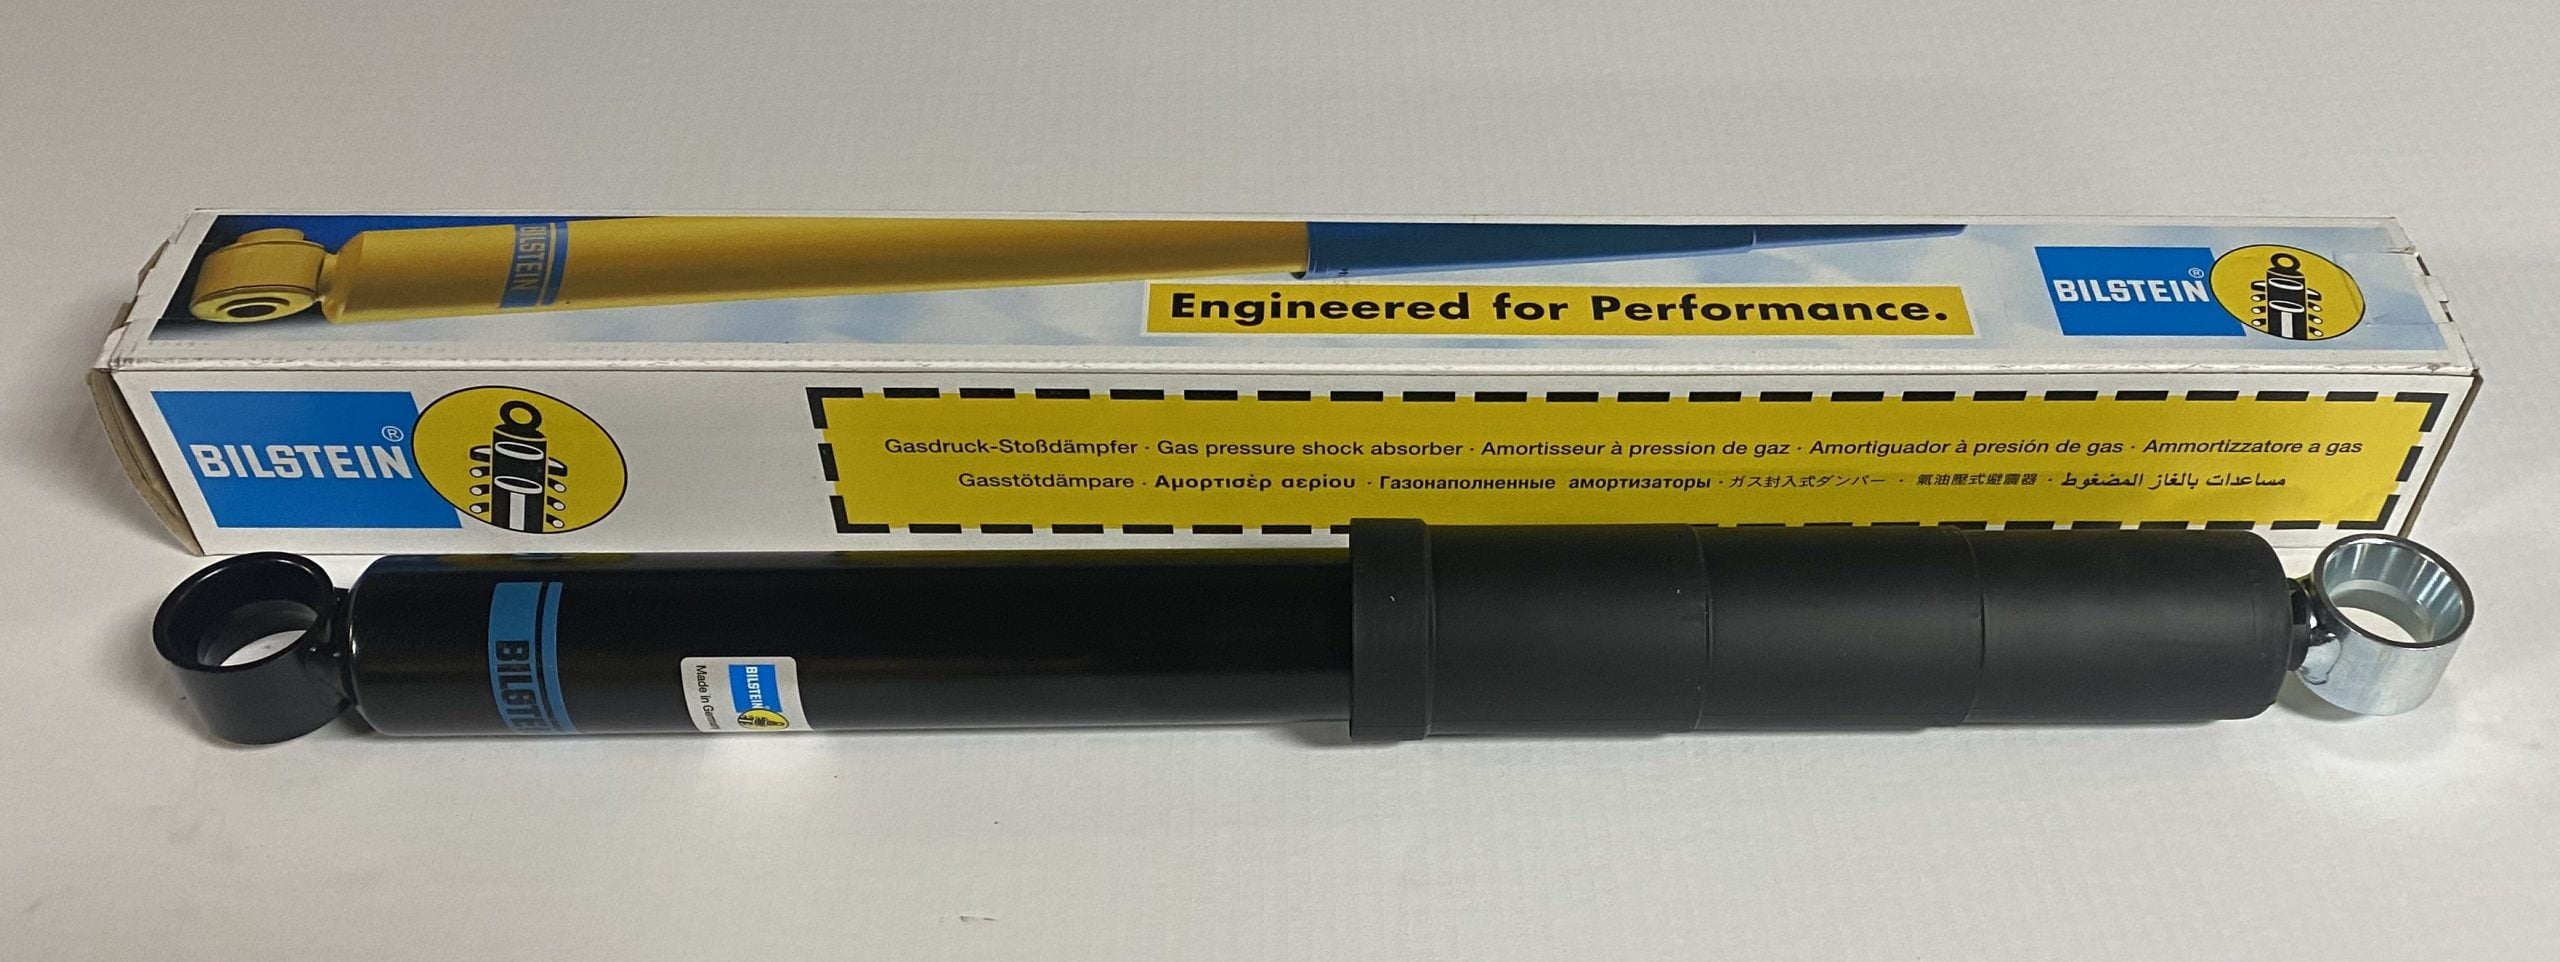 BILSTEIN
Engineered for Performance.
BILSTEIN®
BILSTEIN®
Gasdruck-Stoßdämpfer · Gas pressure shock absorber · Amortisseur à pression de gaz · Amortiguador à presión de gas · Ammortizzatore a gas
Gasstötdämpare · Αμορτισέρ αερίου · Газонаполненные амортизаторы · ガス封入式ダンパー · 氣油壓式避震器 · مساعدات بالغاز المضغوط
BILSTE
BILSTEIN
Made in Germany